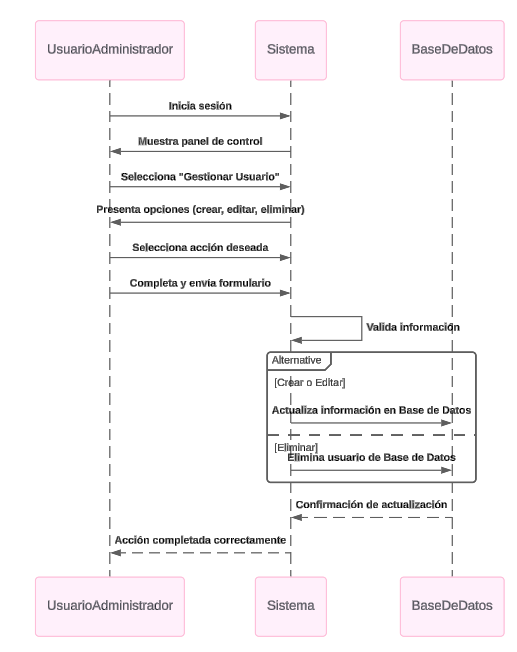 UsuarioAdministrador
Sistema
BaseDeDatos
Inicia sesión
Muestra panel de control
Selecciona "Gestionar Usuario"
Presenta opciones (crear, editar, eliminar)
Selecciona acción deseada
Completa y envía formulario
Valida información
Alternative
[Crear o Editar]
Actualiza información en Base de Datos
[Eliminar]
Elimina usuario de Base de Datos
Confirmación de actualización
Acción completada correctamente
UsuarioAdministrador
Sistema
BaseDeDatos